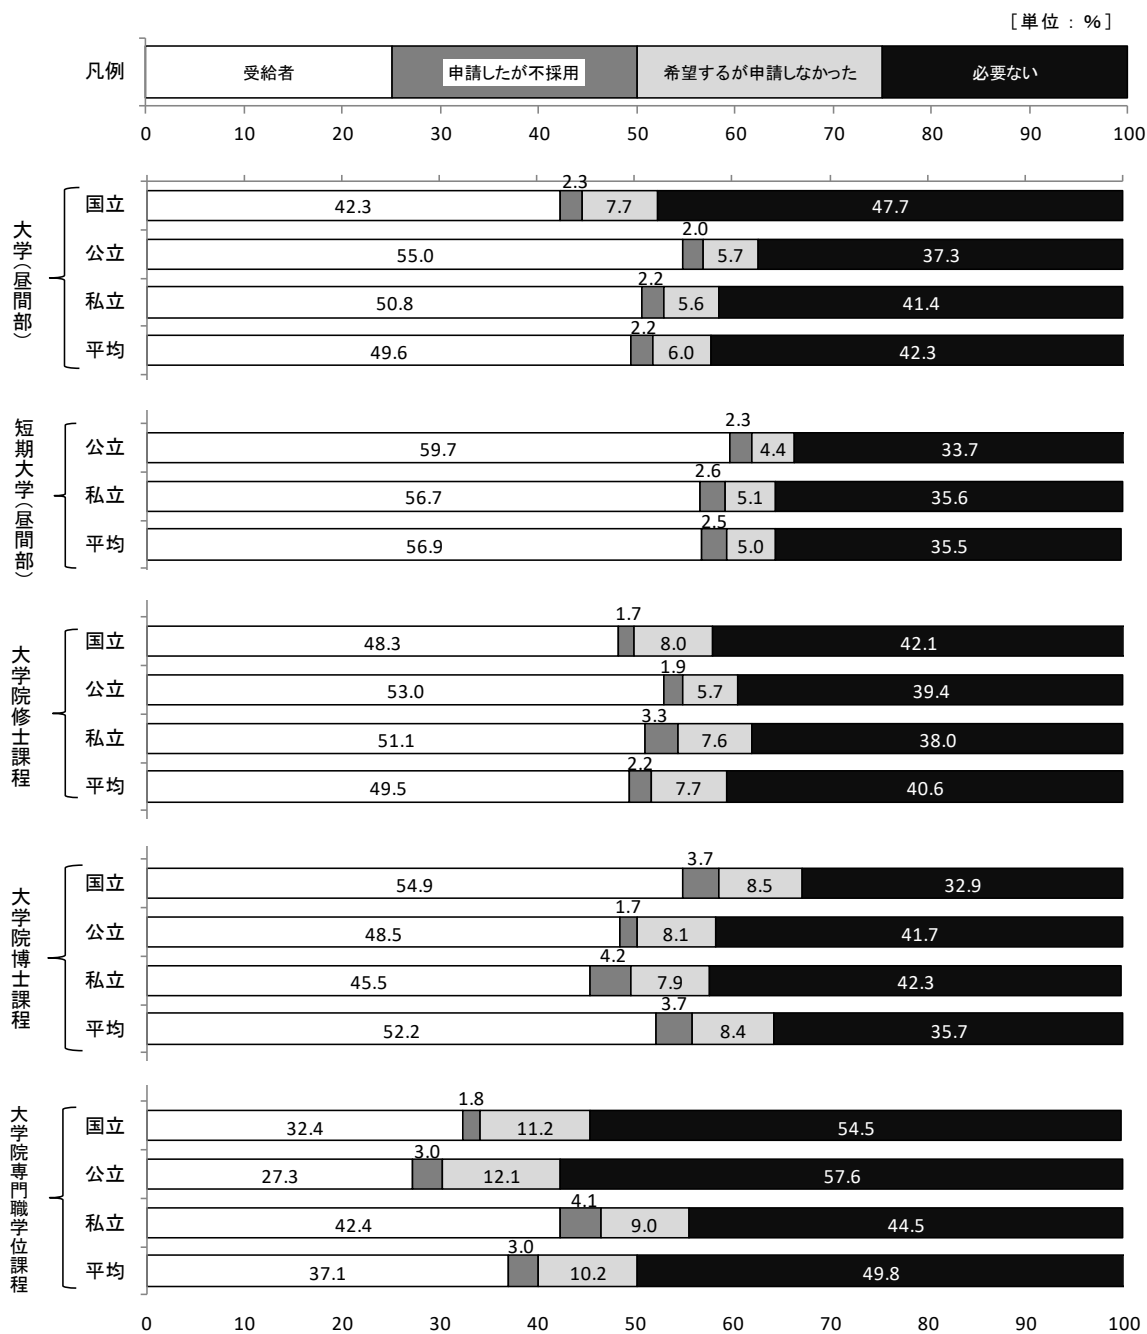 [単位：%]
凡例
受給者 申請したが不採用 希望するが申請しなかった 必要ない
0 10 20 30 40 50 60 70 80 90 100
大学(昼間部)
国立 42.3 2.3 7.7 47.7
公立 55.0 2.0 5.7 37.3
私立 50.8 2.2 5.6 41.4
平均 49.6 2.2 6.0 42.3
短期大学(昼間部)
公立 59.7 2.3 4.4 33.7
私立 56.7 2.6 5.1 35.6
平均 56.9 2.5 5.0 35.5
大学院修士課程
国立 48.3 1.7 8.0 42.1
公立 53.0 1.9 5.7 39.4
私立 51.1 3.3 7.6 38.0
平均 49.5 2.2 7.7 40.6
大学院博士課程
国立 54.9 3.7 8.5 32.9
公立 48.5 1.7 8.1 41.7
私立 45.5 4.2 7.9 42.3
平均 52.2 3.7 8.4 35.7
大学院専門職学位課程
国立 32.4 1.8 11.2 54.5
公立 27.3 3.0 12.1 57.6
私立 42.4 4.1 9.0 44.5
平均 37.1 3.0 10.2 49.8
0 10 20 30 40 50 60 70 80 90 100